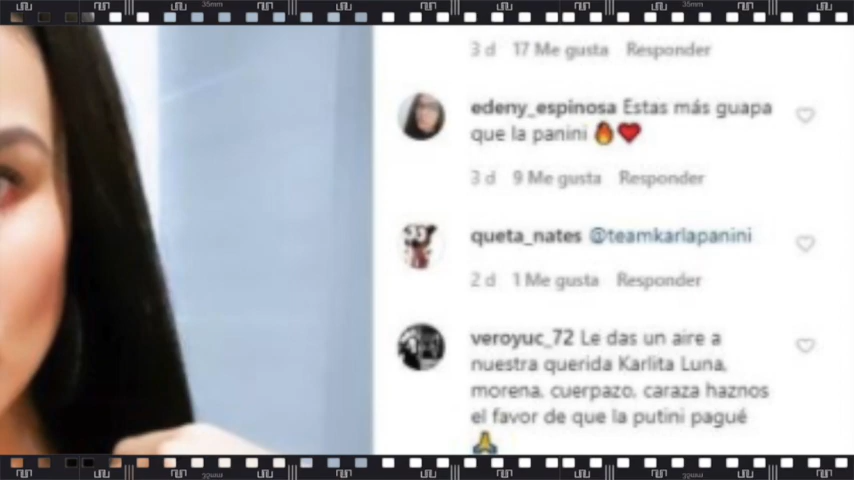 35mm
35mm
3 d 17 Me gusta Responder
edeny_espinosa Estas más guapa
que la panini 🔥❤️
3 d 9 Me gusta Responder
queta_nates @teamkarlapanini
2 d 1 Me gusta Responder
veroyuc_72 Le das un aire a
nuestra querida Karlita Luna,
morena, cuerpazo, caraza haznos
el favor de que la putini pagué
🙏